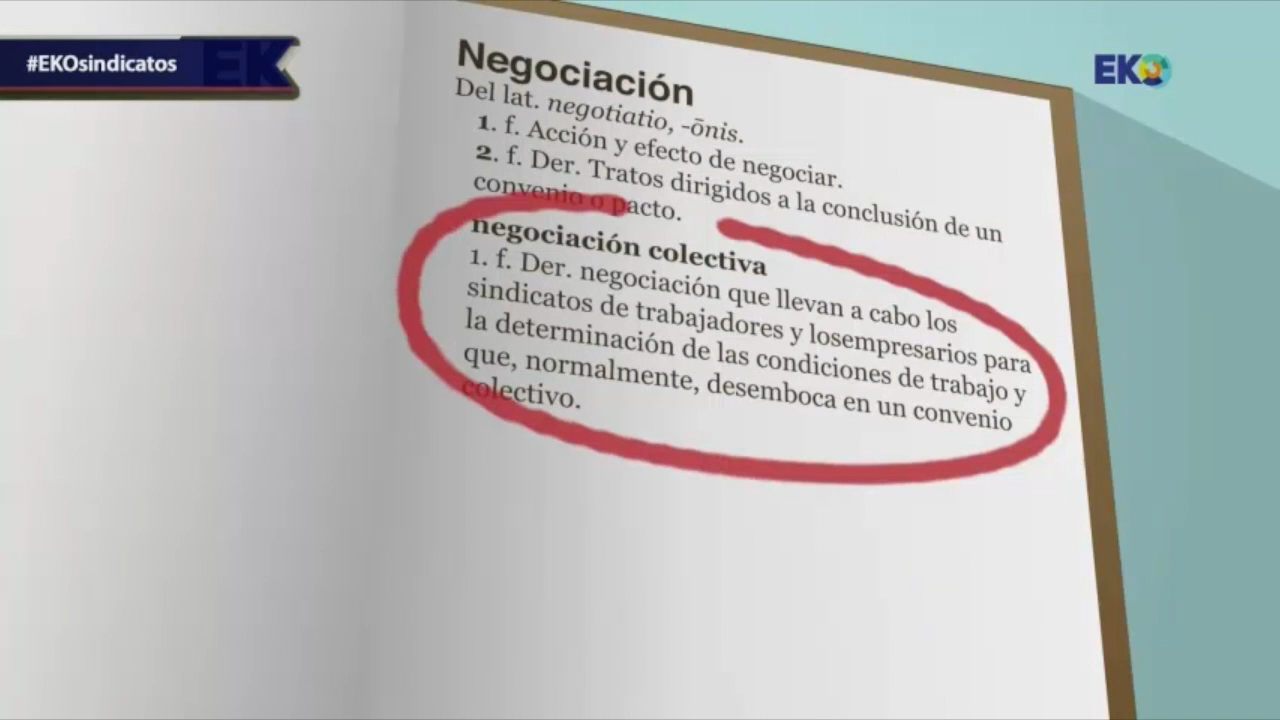 #EKOsindicatos
EKO
Negociación
Del lat. negotiatio, -ōnis.
1. f. Acción y efecto de negociar.
2. f. Der. Tratos dirigidos a la conclusión de un
convenio o pacto.
negociación colectiva
1. f. Der. negociación que llevan a cabo los
sindicatos de trabajadores y losempresarios para
la determinación de las condiciones de trabajo y
que, normalmente, desemboca en un convenio
colectivo.